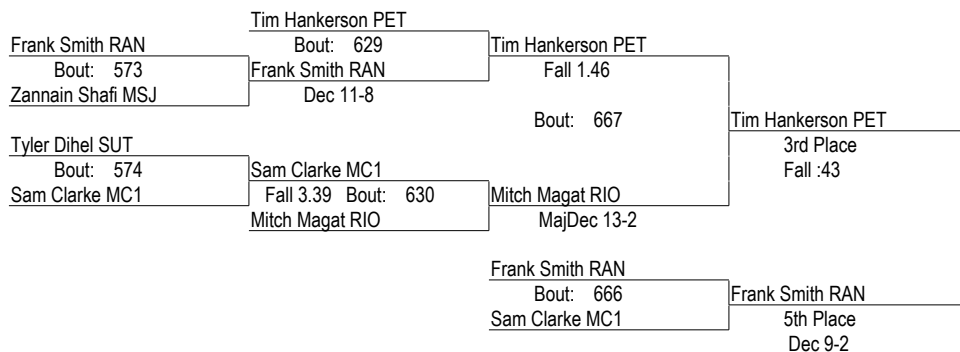 Tim Hankerson PET
Frank Smith RAN
Bout: 629
Tim Hankerson PET
Bout: 573
Frank Smith RAN
Fall 1.46
Zannain Shafi MSJ
Dec 11-8
Bout: 667
Tim Hankerson PET
Tyler Dihel SUT
3rd Place
Bout: 574
Sam Clarke MC1
Fall :43
Sam Clarke MC1
Fall 3.39 Bout: 630
Mitch Magat RIO
Mitch Magat RIO
MajDec 13-2
Frank Smith RAN
Bout: 666
Frank Smith RAN
Sam Clarke MC1
5th Place
Dec 9-2